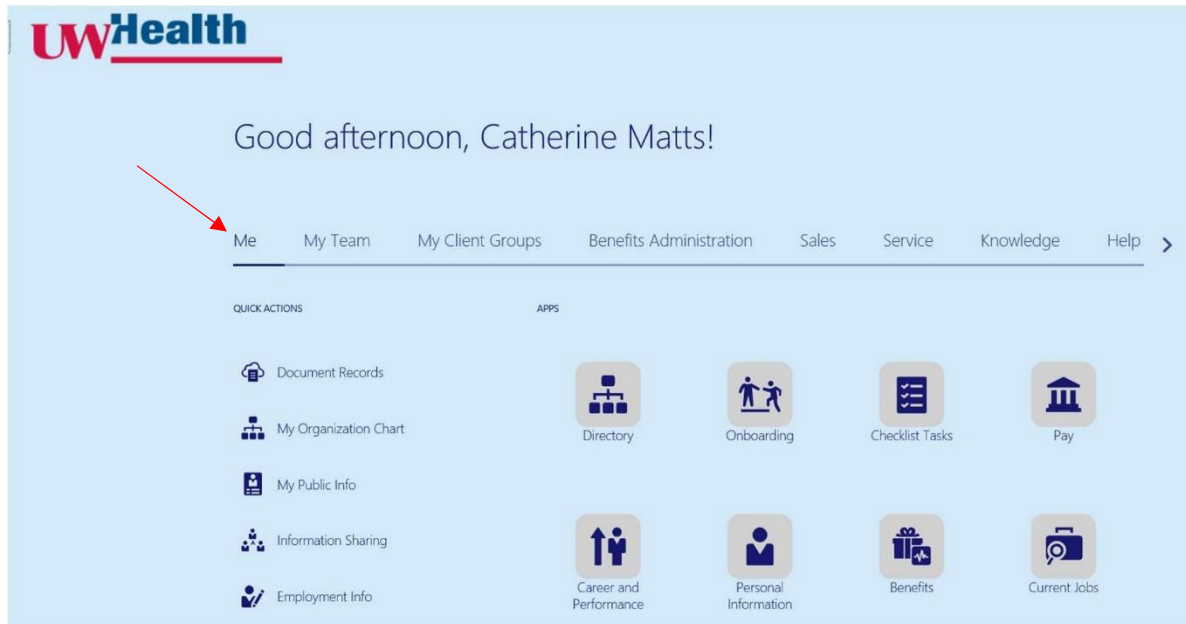 UWHealth
Good afternoon, Catherine Matts!
Me My Team My Client Groups Benefits Administration Sales Service Knowledge Help
QUICK ACTIONS
APPS
Document Records
My Organization Chart
My Public Info
Information Sharing
Employment Info
Directory
Onboarding
Checklist Tasks
Pay
Career and
Performance
Personal
Information
Benefits
Current Jobs